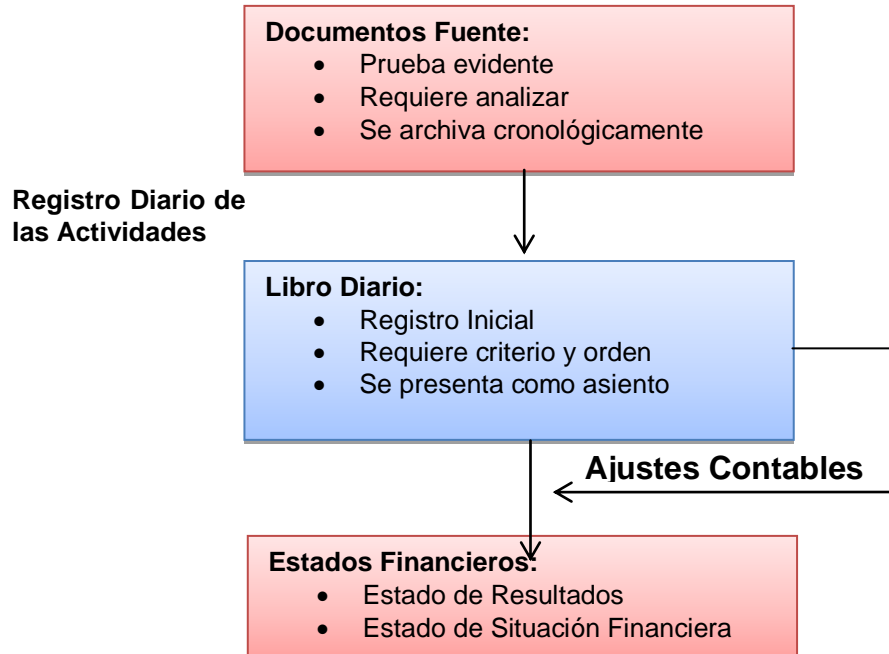 Documentos Fuente:
• Prueba evidente
• Requiere analizar
• Se archiva cronológicamente
Registro Diario de
las Actividades
Libro Diario:
• Registro Inicial
• Requiere criterio y orden
• Se presenta como asiento
Ajustes Contables
Estados Financieros:
• Estado de Resultados
• Estado de Situación Financiera